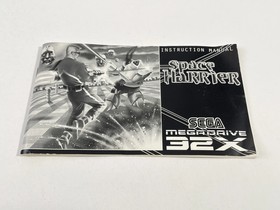 INSTRUCTION MANUAL
Space
HARRIER
SEGA
MEGADRIVE
32X